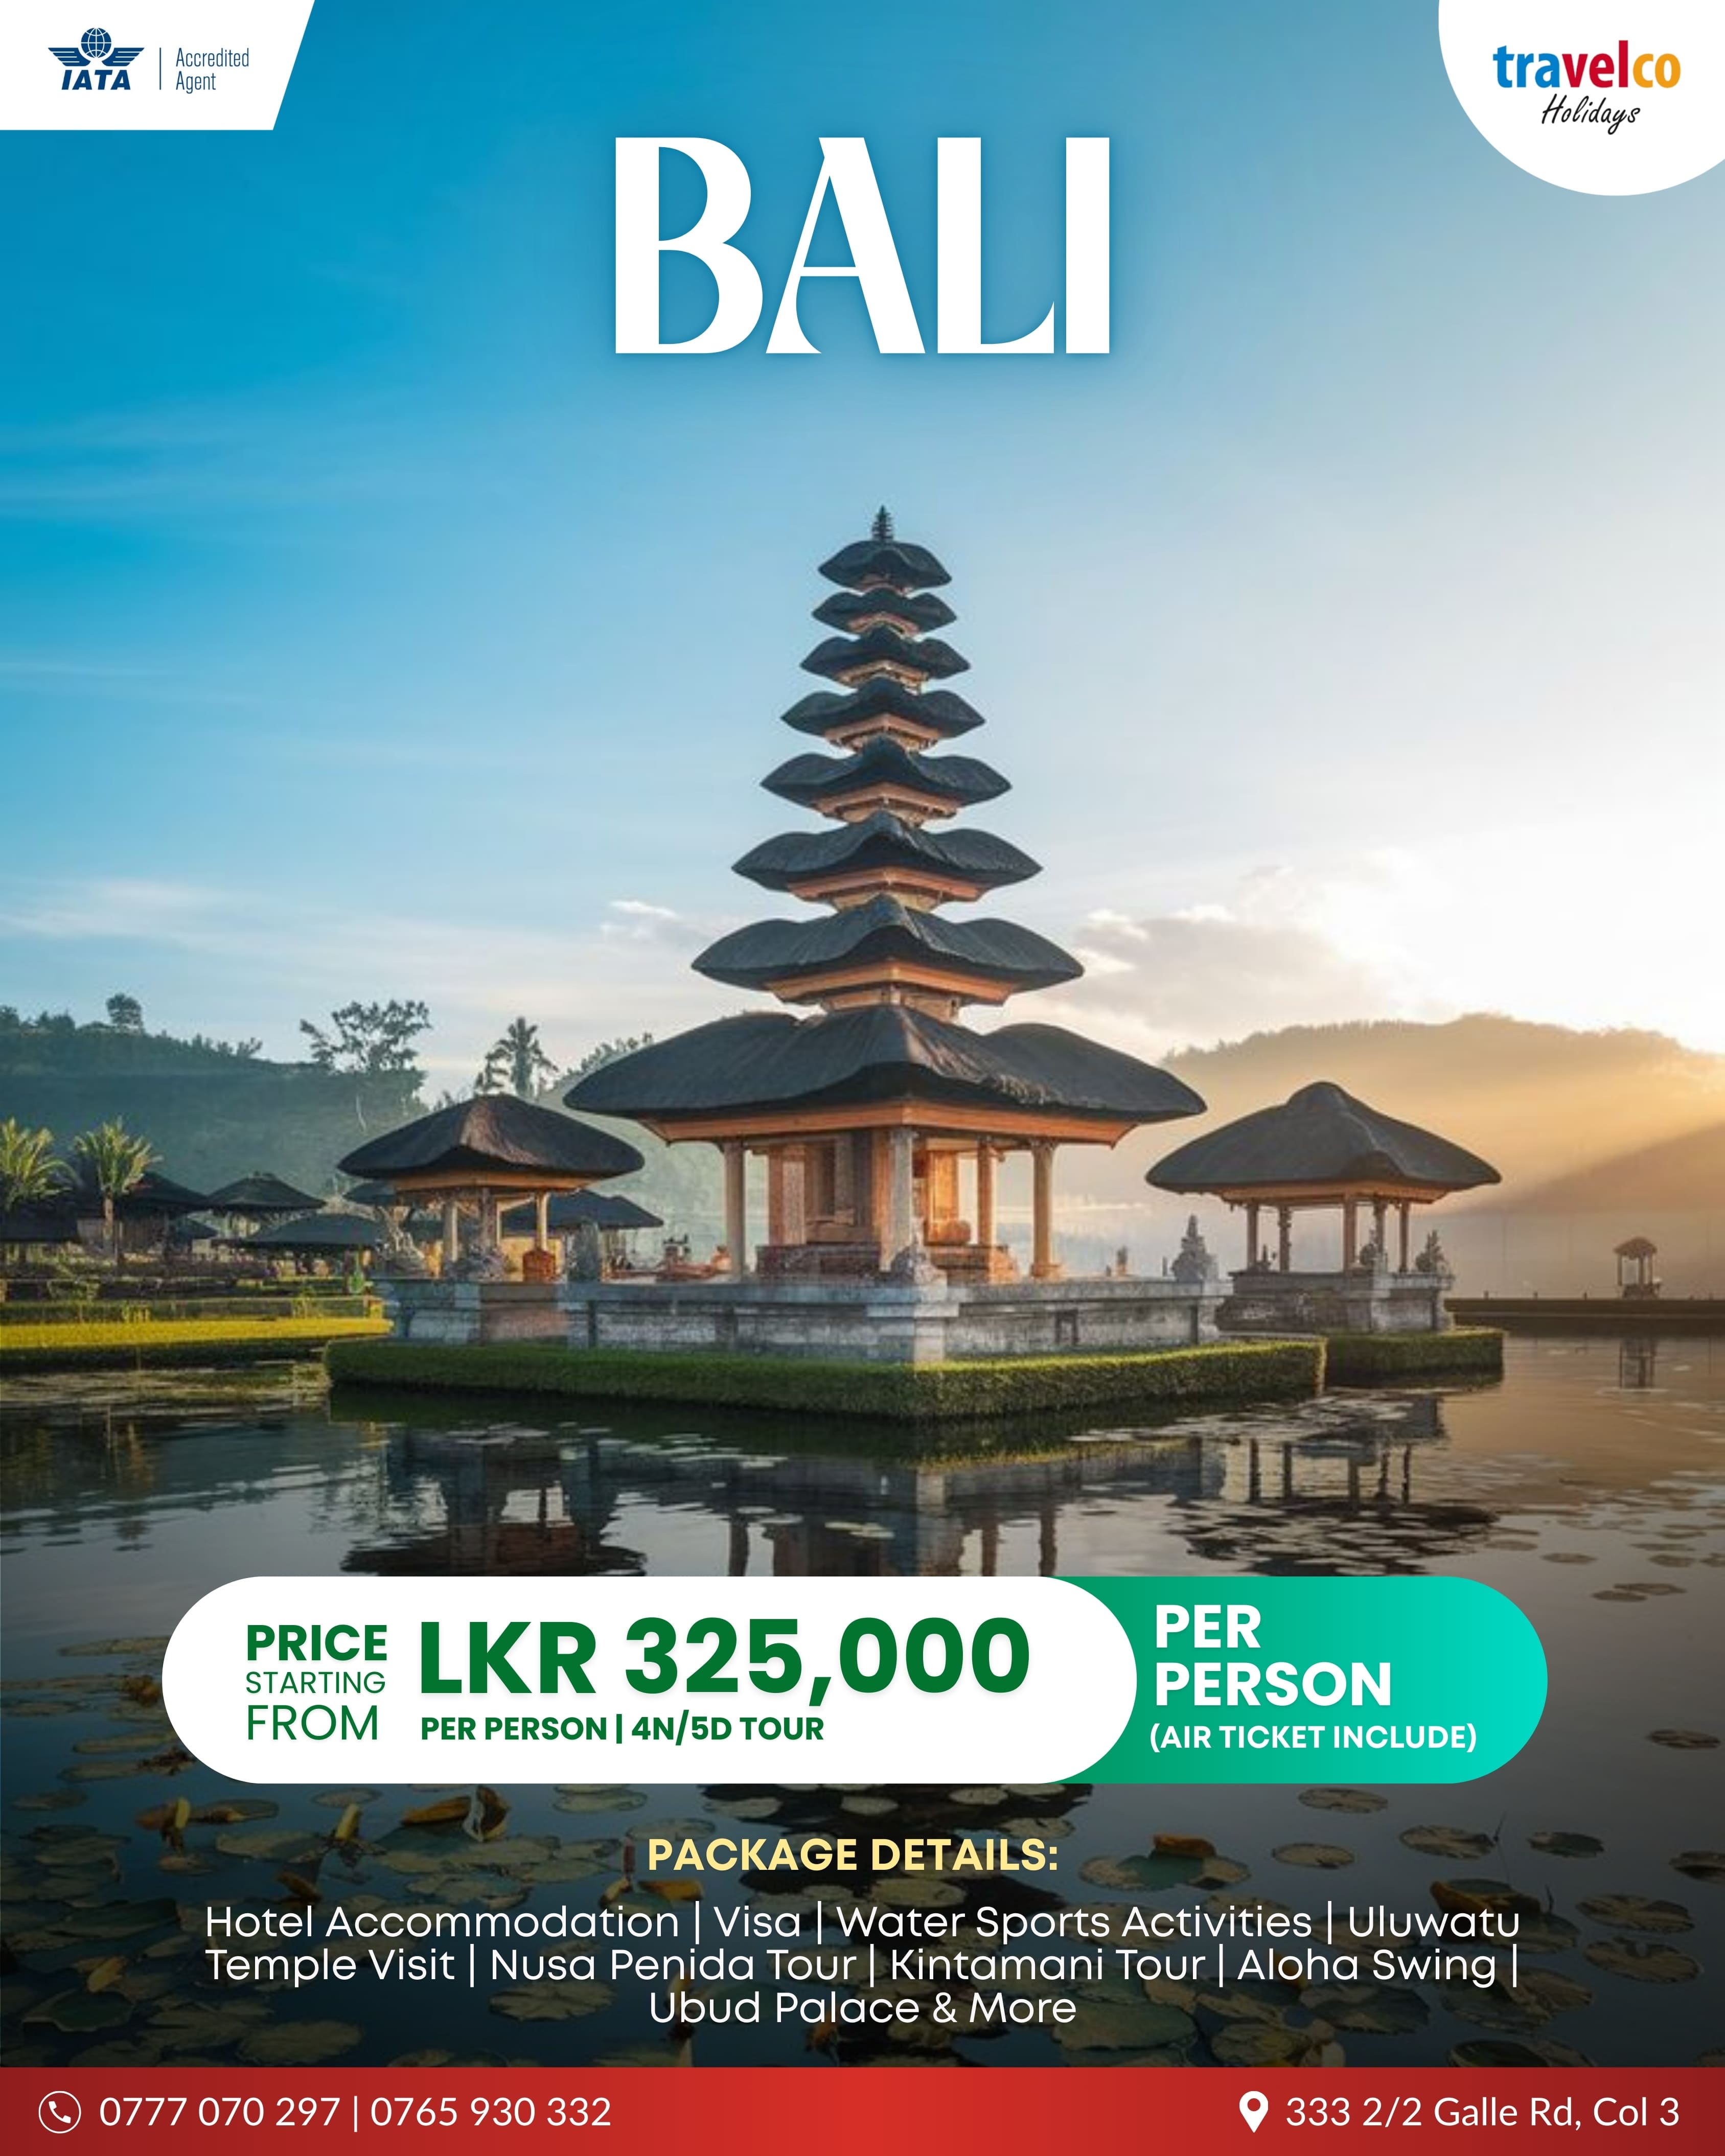 IATA
Accredited
Agent
travelco
Holidays
BALI
PRICE
STARTING
FROM
LKR 325,000
PER PERSON | 4N/5D TOUR
PER
PERSON
(AIR TICKET INCLUDE)
PACKAGE DETAILS:
Hotel Accommodation | Visa | Water Sports Activities | Uluwatu
Temple Visit | Nusa Penida Tour | Kintamani Tour | Aloha Swing |
Ubud Palace & More
0777 070 297 | 0765 930 332
333 2/2 Galle Rd, Col 3